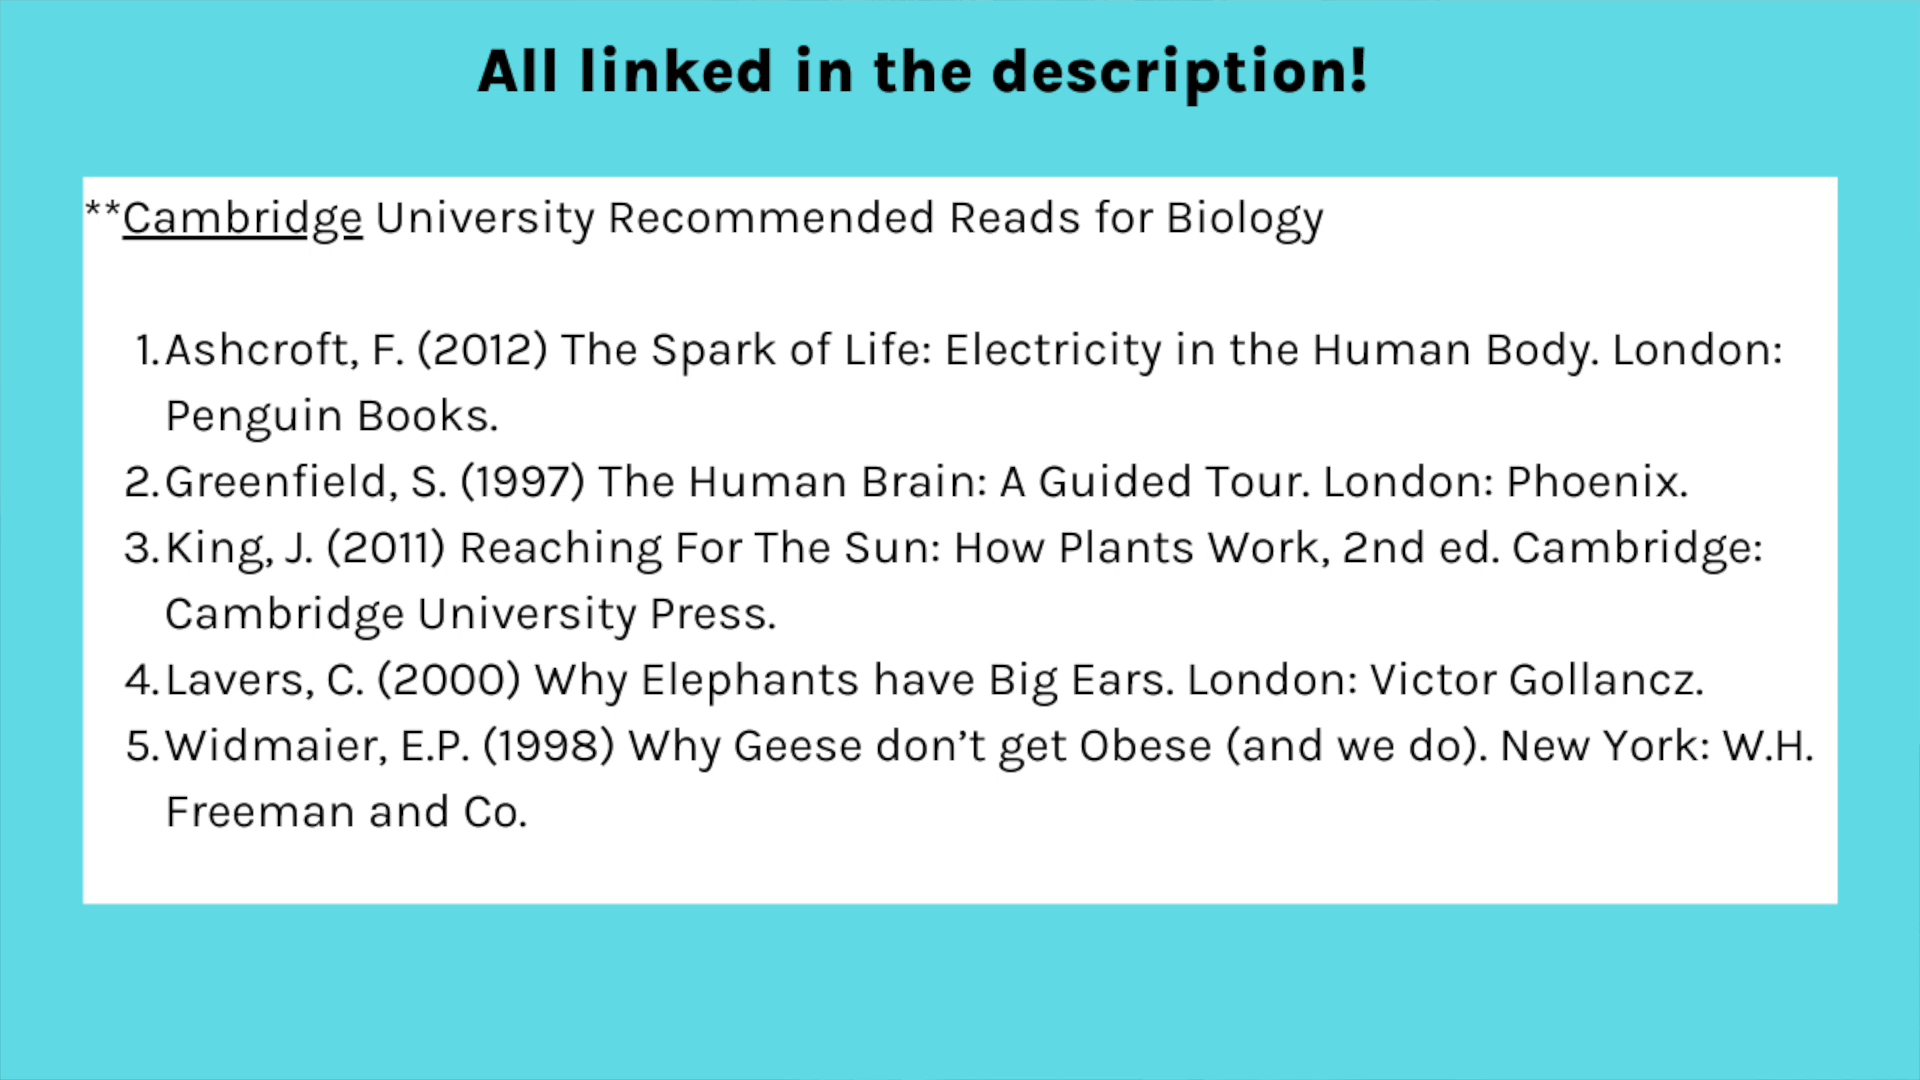 All linked in the description!
**Cambridge University Recommended Reads for Biology
1.Ashcroft, F. (2012) The Spark of Life: Electricity in the Human Body. London:
Penguin Books.
2.Greenfield, S. (1997) The Human Brain: A Guided Tour. London: Phoenix.
3.King, J. (2011) Reaching For The Sun: How Plants Work, 2nd ed. Cambridge:
Cambridge University Press.
4.Lavers, C. (2000) Why Elephants have Big Ears. London: Victor Gollancz.
5.Widmaier, E.P. (1998) Why Geese don’t get Obese (and we do). New York: W.H.
Freeman and Co.